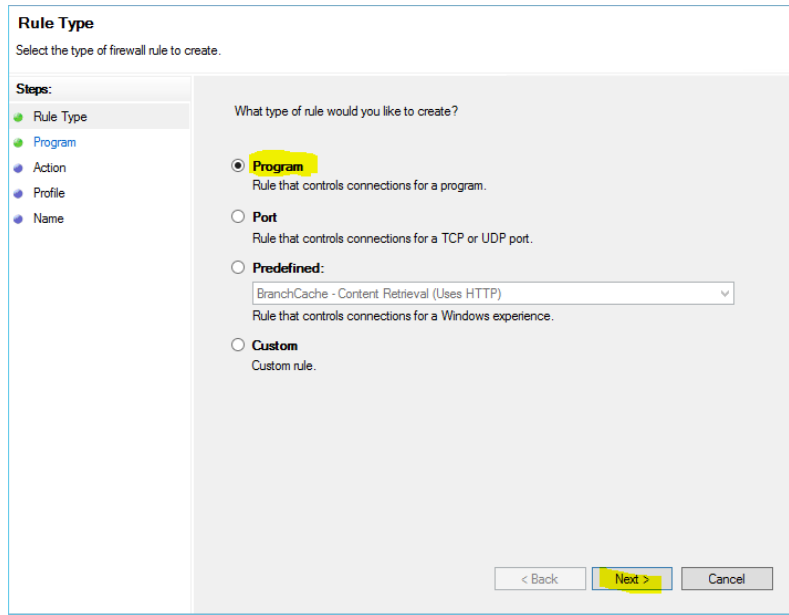 Rule Type
Select the type of firewall rule to create.
Steps:
Rule Type
Program
Action
Profile
Name
What type of rule would you like to create?
Program
Rule that controls connections for a program.
Port
Rule that controls connections for a TCP or UDP port.
Predefined:
BranchCache - Content Retrieval (Uses HTTP)
Rule that controls connections for a Windows experience.
Custom
Custom rule.
< Back
Next >
Cancel